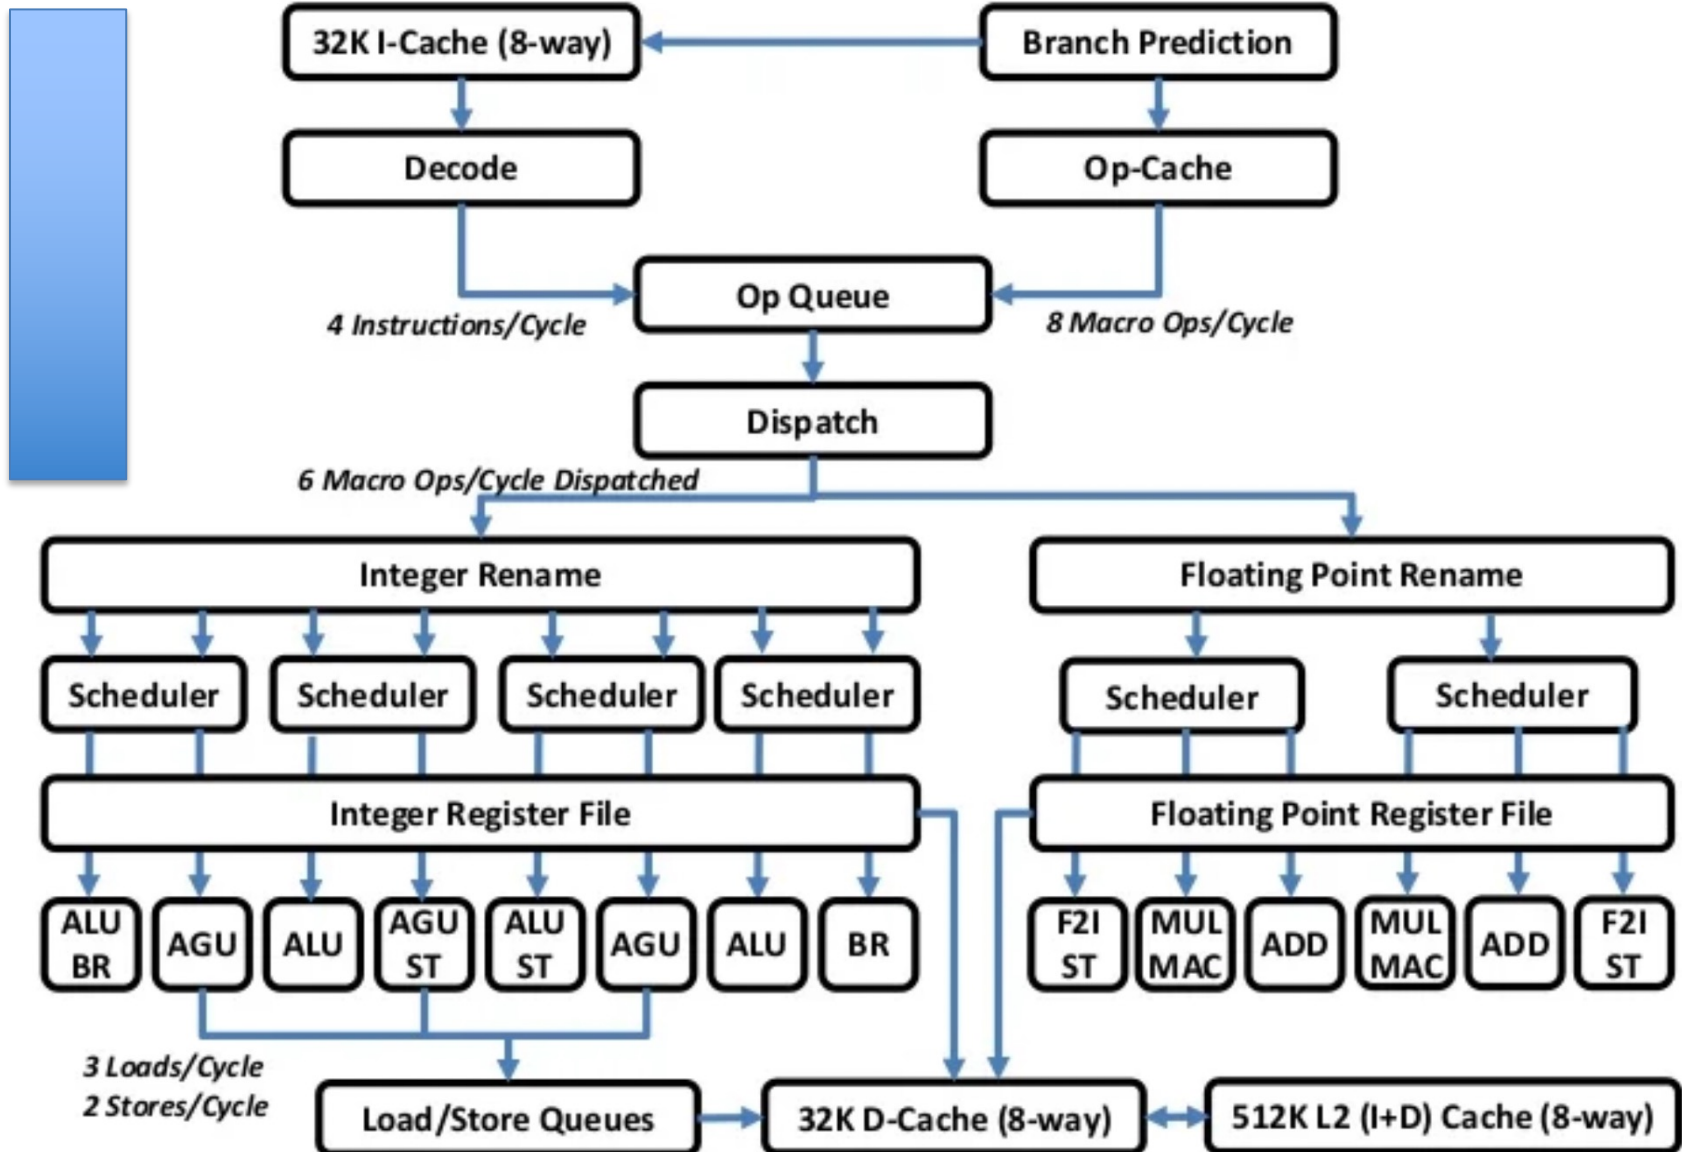 32K I-Cache (8-way)
Branch Prediction
Decode
Op-Cache
Op Queue
4 Instructions/Cycle
8 Macro Ops/Cycle
Dispatch
6 Macro Ops/Cycle Dispatched
Integer Rename
Floating Point Rename
Scheduler
Scheduler
Scheduler
Scheduler
Scheduler
Scheduler
Integer Register File
Floating Point Register File
ALU
BR
AGU
ALU
AGU
ST
ALU
ST
AGU
ALU
BR
F2I
ST
MUL
MAC
ADD
MUL
MAC
ADD
F2I
ST
3 Loads/Cycle
2 Stores/Cycle
Load/Store Queues
32K D-Cache (8-way)
512K L2 (I+D) Cache (8-way)